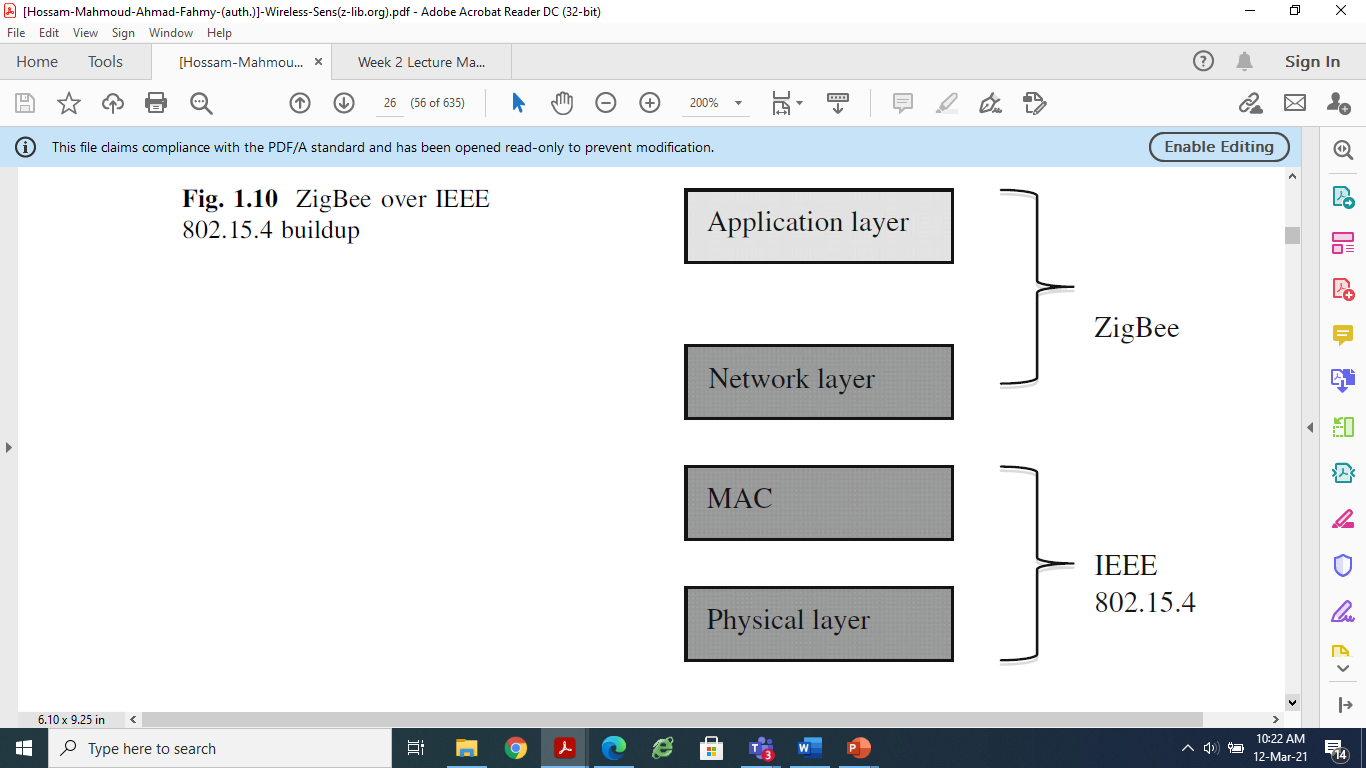 [Hossam-Mahmoud-Ahmad-Fahmy-(auth.)]-Wireless-Sens(z-lib.org).pdf - Adobe Acrobat Reader DC (32-bit)
File Edit View Sign Window Help
Home Tools [Hossam-Mahmou... × Week 2 Lecture Ma... Sign In
26 (56 of 635) 200%
This file claims compliance with the PDF/A standard and has been opened read-only to prevent modification. Enable Editing
Fig. 1.10 ZigBee over IEEE
802.15.4 buildup
Application layer
ZigBee
Network layer
MAC
IEEE
802.15.4
Physical layer
6.10 x 9.25 in
Type here to search
3
10:22 AM
12-Mar-21
14